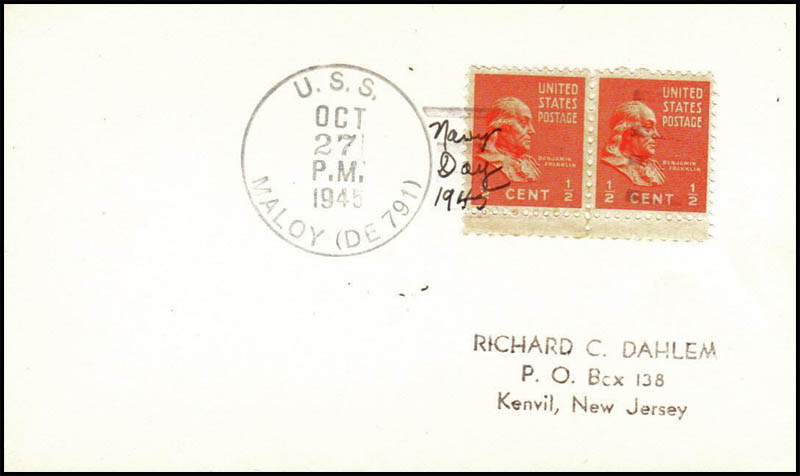 U. S. S.
OCT
27
P.M.
1945
MALOY (DE 791)
Navy
Day
1945
UNITED
STATES
POSTAGE
BENJAMIN
FRANKLIN
CENT 1/2
UNITED
STATES
POSTAGE
BENJAMIN
FRANKLIN
1/2 CENT 1/2
RICHARD C. DAHLEM
P. O. Box 138
Kenvil, New Jersey